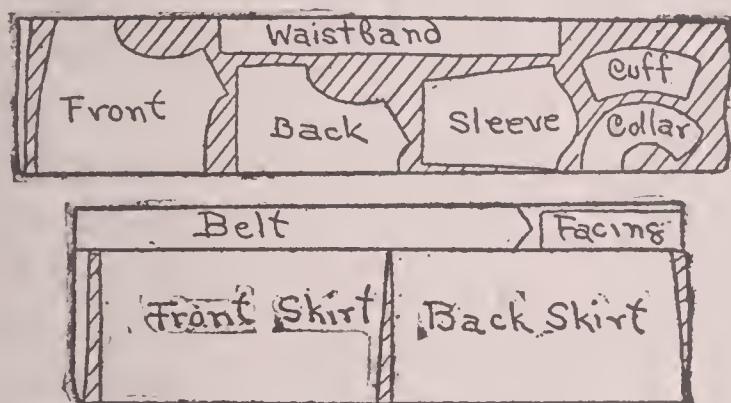 Waistband
Cuff
Front
Back
Sleeve
Collar
Belt
Facing
Front Skirt
Back Skirt